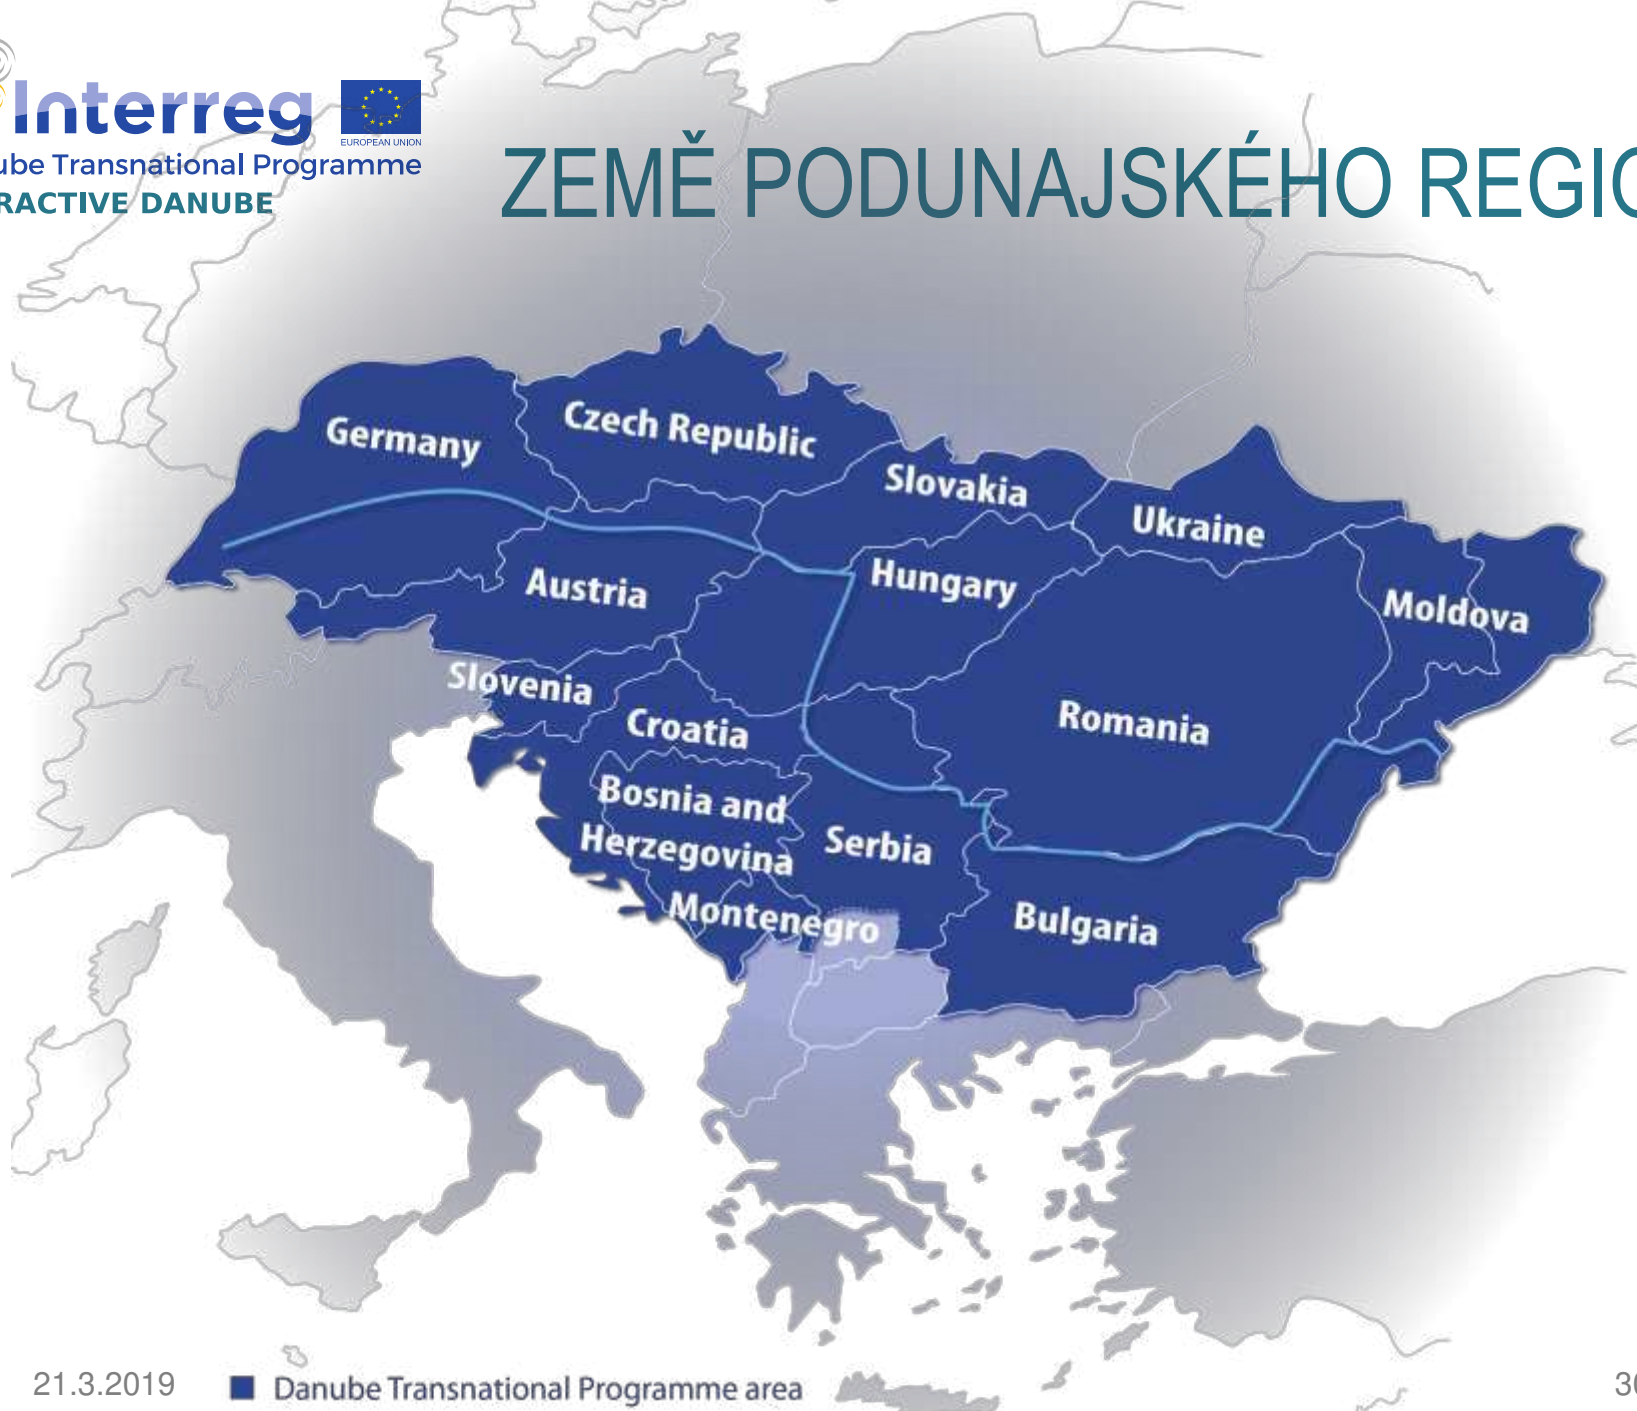 Interreg
EUROPEAN UNION
ube Transnational Programme
RACTIVE DANUBE
ZEMĚ PODUNAJSKÉHO REGIO
Germany
Czech Republic
Slovakia
Ukraine
Austria
Hungary
Moldova
Slovenia
Croatia
Romania
Bosnia and
Herzegovina
Serbia
Montenegro
Bulgaria
21.3.2019
Danube Transnational Programme area